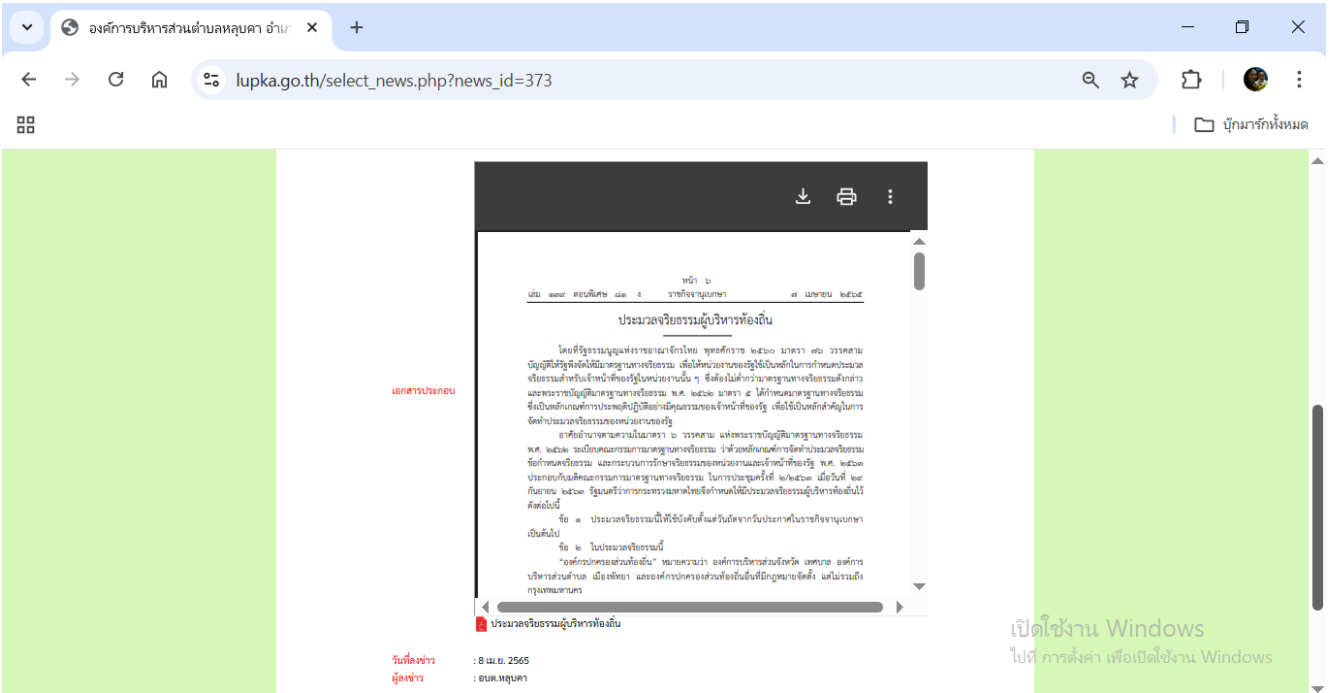 องค์การบริหารส่วนตำบลหลุบคา อำเภ
lupka.go.th/select_news.php?news_id=373
บุ๊กมาร์กทั้งหมด
หน้า ๖
เล่ม ๑๓๙ ตอนพิเศษ ๘๑ ง ราชกิจจานุเบกษา ๗ เมษายน ๒๕๖๕
ประมวลจริยธรรมผู้บริหารท้องถิ่น
โดยที่รัฐธรรมนูญแห่งราชอาณาจักรไทย พุทธศักราช ๒๕๖๐ มาตรา ๗๖ วรรคสาม
บัญญัติให้รัฐพึงจัดให้มีมาตรฐานทางจริยธรรม เพื่อให้หน่วยงานของรัฐใช้เป็นหลักในการกำหนดประมวล
จริยธรรมสำหรับเจ้าหน้าที่ของรัฐในหน่วยงานนั้น ๆ ซึ่งต้องไม่ต่ำกว่ามาตรฐานทางจริยธรรมดังกล่าว
เอกสารประกอบ
และพระราชบัญญัติมาตรฐานทางจริยธรรม พ.ศ. ๒๕๖๒ มาตรา ๕ ได้กำหนดมาตรฐานทางจริยธรรม
ซึ่งเป็นหลักเกณฑ์การประพฤติปฏิบัติอย่างมีคุณธรรมของเจ้าหน้าที่ของรัฐ เพื่อใช้เป็นหลักสำคัญในการ
จัดทำประมวลจริยธรรมของหน่วยงานของรัฐ
อาศัยอำนาจตามความในมาตรา ๖ วรรคสาม แห่งพระราชบัญญัติมาตรฐานทางจริยธรรม
พ.ศ. ๒๕๖๒ ระเบียบคณะกรรมการมาตรฐานทางจริยธรรม ว่าด้วยหลักเกณฑ์การจัดทำประมวลจริยธรรม
ข้อกำหนดจริยธรรม และกระบวนการรักษาจริยธรรมของหน่วยงานและเจ้าหน้าที่ของรัฐ พ.ศ. ๒๕๖๓
ประกอบกับมติคณะกรรมการมาตรฐานทางจริยธรรม ในการประชุมครั้งที่ ๒/๒๕๖๓ เมื่อวันที่ ๒๙
กันยายน ๒๕๖๓ รัฐมนตรีว่าการกระทรวงมหาดไทยจึงกำหนดให้มีประมวลจริยธรรมผู้บริหารท้องถิ่นไว้
ดังต่อไปนี้
ข้อ ๑ ประมวลจริยธรรมนี้ให้ใช้บังคับตั้งแต่วันถัดจากวันประกาศในราชกิจจานุเบกษา
เป็นต้นไป
ข้อ ๒ ในประมวลจริยธรรมนี้
“องค์กรปกครองส่วนท้องถิ่น” หมายความว่า องค์การบริหารส่วนจังหวัด เทศบาล องค์การ
บริหารส่วนตำบล เมืองพัทยา และองค์กรปกครองส่วนท้องถิ่นอื่นที่มีกฎหมายจัดตั้ง แต่ไม่รวมถึง
กรุงเทพมหานคร
ประมวลจริยธรรมผู้บริหารท้องถิ่น
วันที่ลงข่าว : 8 เม.ย. 2565
ผู้ลงข่าว : อบต.หลุบคา
เปิดใช้งาน Windows
ไปที่ การตั้งค่า เพื่อเปิดใช้งาน Windows